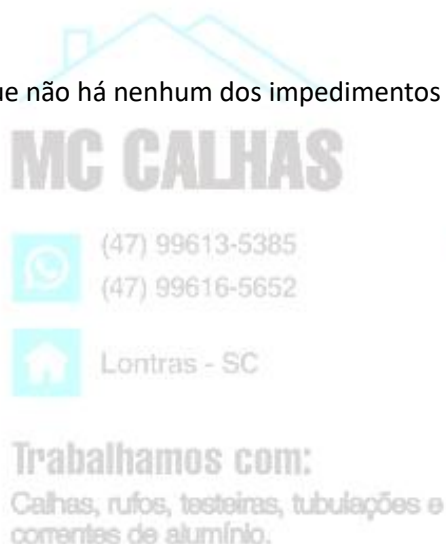 ue não há nenhum dos impedimentos
MC CALHAS
(47) 99613-5385
(47) 99616-5652
Lontras - SC
Trabalhamos com:
Calhas, rufos, testeiras, tubulações e
correntes de alumínio.